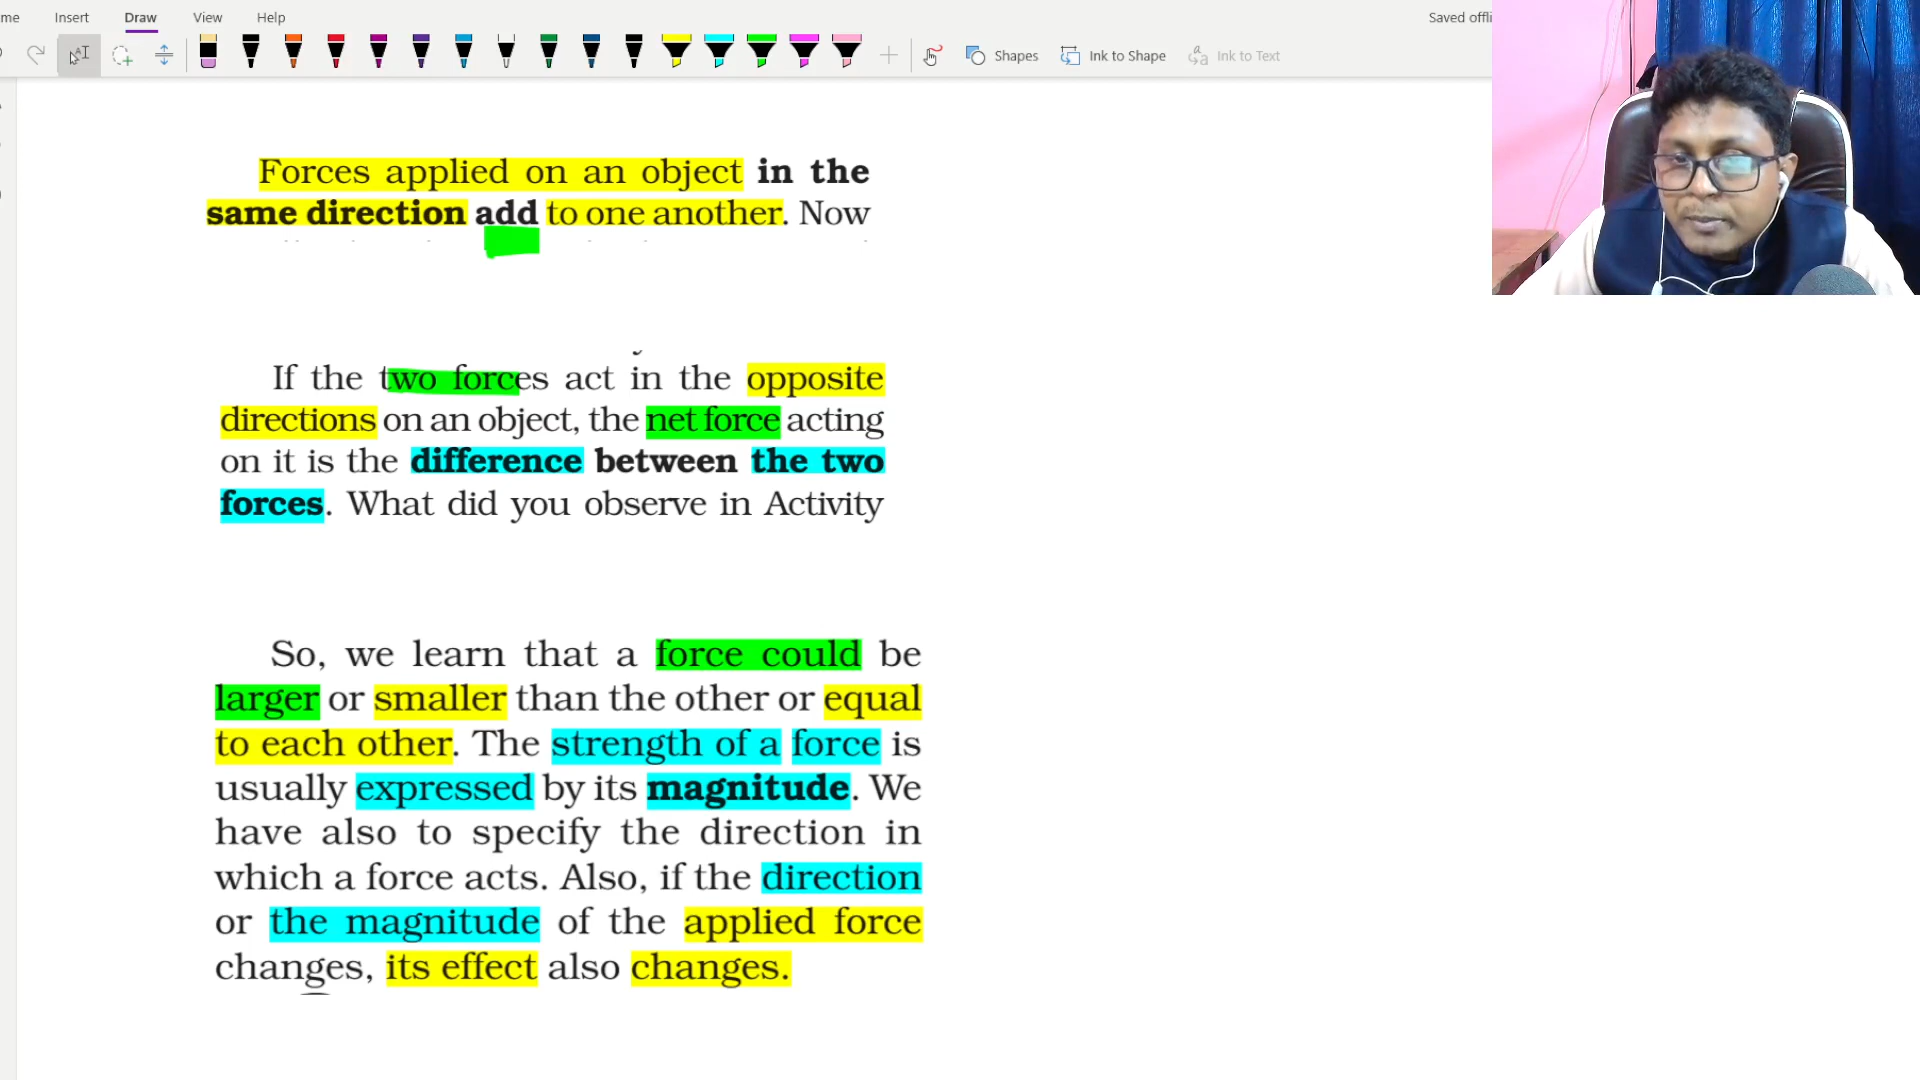 me Insert Draw View Help Saved offli
Shapes Ink to Shape Ink to Text
Forces applied on an object in the
same direction add to one another. Now
If the two forces act in the opposite
directions on an object, the net force acting
on it is the difference between the two
forces. What did you observe in Activity
So, we learn that a force could be
larger or smaller than the other or equal
to each other. The strength of a force is
usually expressed by its magnitude. We
have also to specify the direction in
which a force acts. Also, if the direction
or the magnitude of the applied force
changes, its effect also changes.